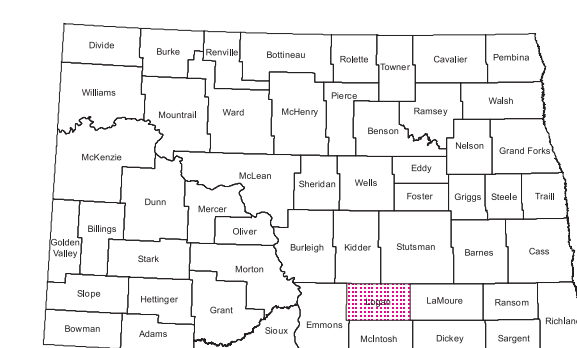 Divide
Burke
Renville
Bottineau
Rolette
Towner
Cavalier
Pembina
Williams
Mountrail
Ward
McHenry
Pierce
Benson
Ramsey
Walsh
Nelson
Grand Forks
McKenzie
McLean
Sheridan
Wells
Eddy
Foster
Griggs
Steele
Traill
Dunn
Mercer
Oliver
Billings
Golden
Valley
Stark
Burleigh
Kidder
Stutsman
Barnes
Cass
Morton
Slope
Hettinger
Grant
Sioux
Emmons
Logan
LaMoure
Ransom
Richlan
Bowman
Adams
McIntosh
Dickey
Sargent